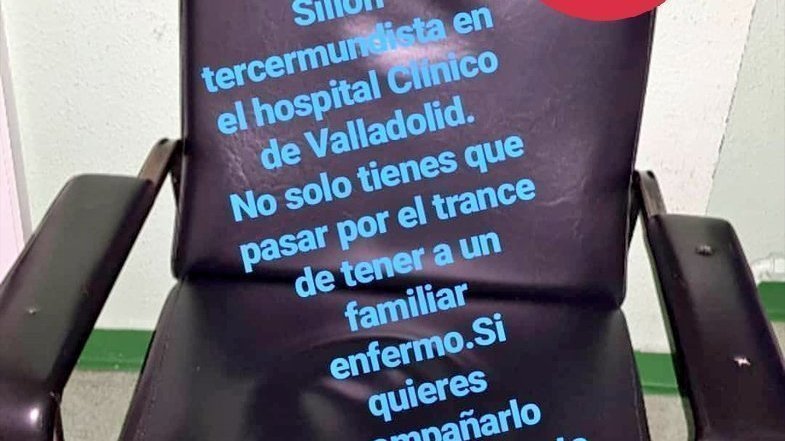 Sillón
tercermundista en
el hospital Clínico
de Valladolid.
No solo tienes que
pasar por el trance
de tener a un
familiar
enfermo.Si
quieres